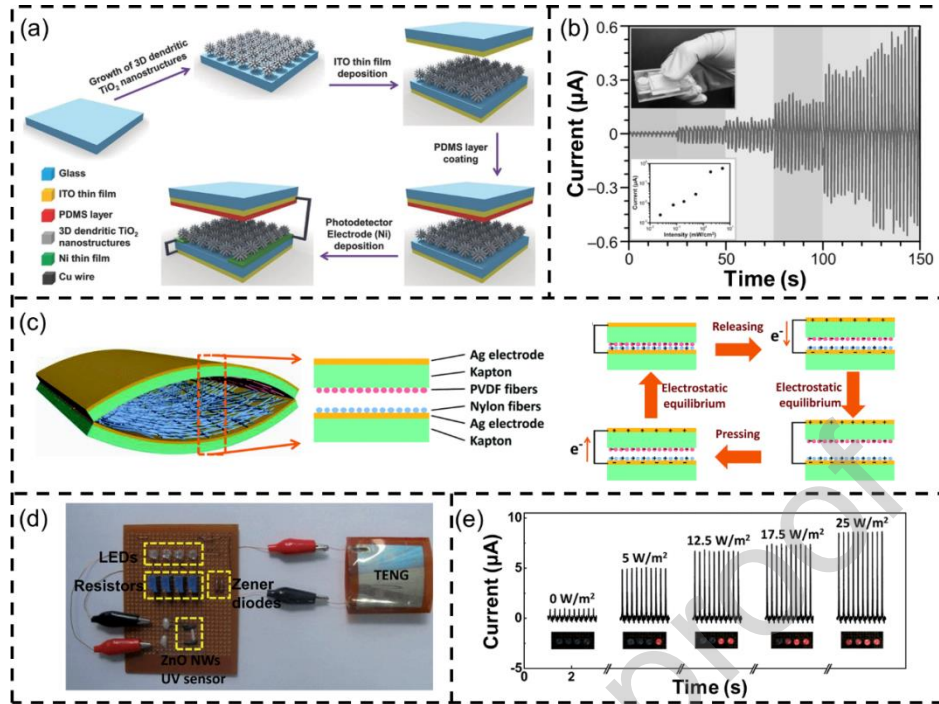 (a)
Growth of 3D dendritic
TiO₂ nanostructures
ITO thin film
deposition
PDMS layer
coating
Photodetector
Electrode (Ni)
deposition
Glass
ITO thin film
PDMS layer
3D dendritic TiO₂
nanostructures
Ni thin film
Cu wire
(b)
Current (µA)
0.6
0.3
0
−0.3
−0.6
0
50
100
150
Time (s)
Current (µA)
Intensity (mW/cm²)
(c)
Ag electrode
Kapton
PVDF fibers
Nylon fibers
Ag electrode
Kapton
Releasing
e⁻
Electrostatic
equilibrium
Electrostatic
equilibrium
Pressing
e⁻
(d)
LEDs
Resistors
Zener
diodes
ZnO NWs
UV sensor
TENG
(e)
Current (µA)
10
5
0
-5
0 W/m²
5 W/m²
12.5 W/m²
17.5 W/m²
25 W/m²
0
2
Time (s)
proof